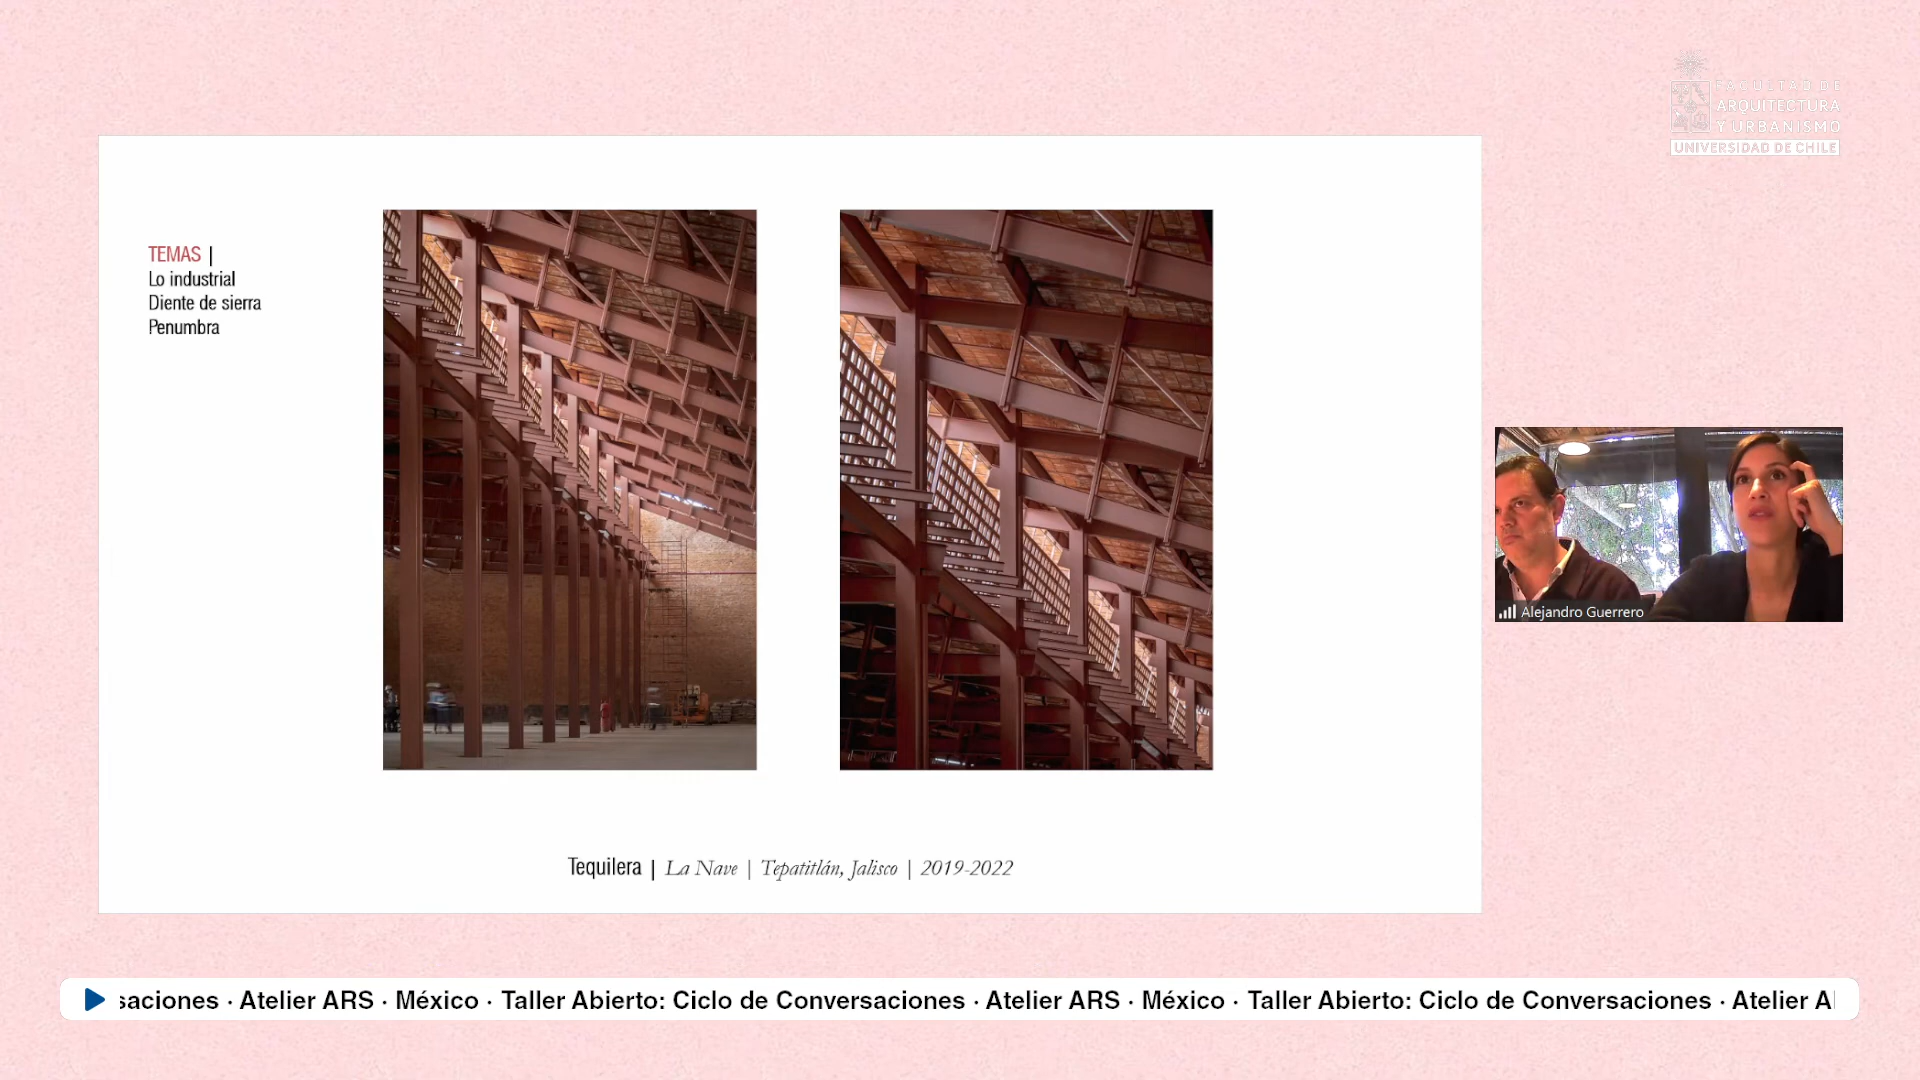 FACULTAD DE
ARQUITECTURA
Y URBANISMO
UNIVERSIDAD DE CHILE
TEMAS |
Lo industrial
Diente de sierra
Penumbra
Alejandro Guerrero
Tequilera | La Nave | Tepatitlán, Jalisco | 2019-2022
saciones · Atelier ARS · México · Taller Abierto: Ciclo de Conversaciones · Atelier ARS · México · Taller Abierto: Ciclo de Conversaciones · Atelier A